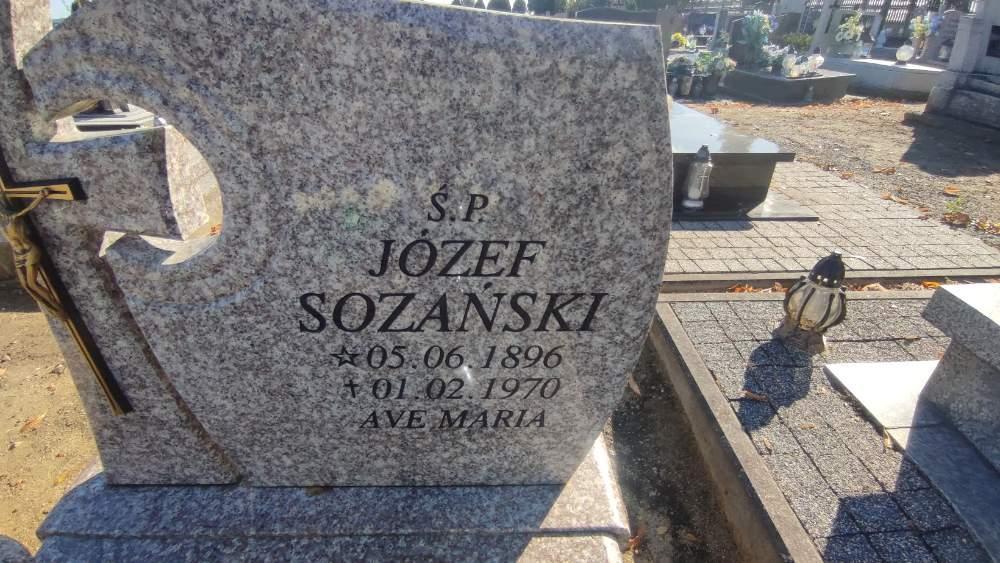 Ś.P.
JÓZEF
SOZAŃSKI
☆05.06.1896
✝01.02.1970
AVE MARIA